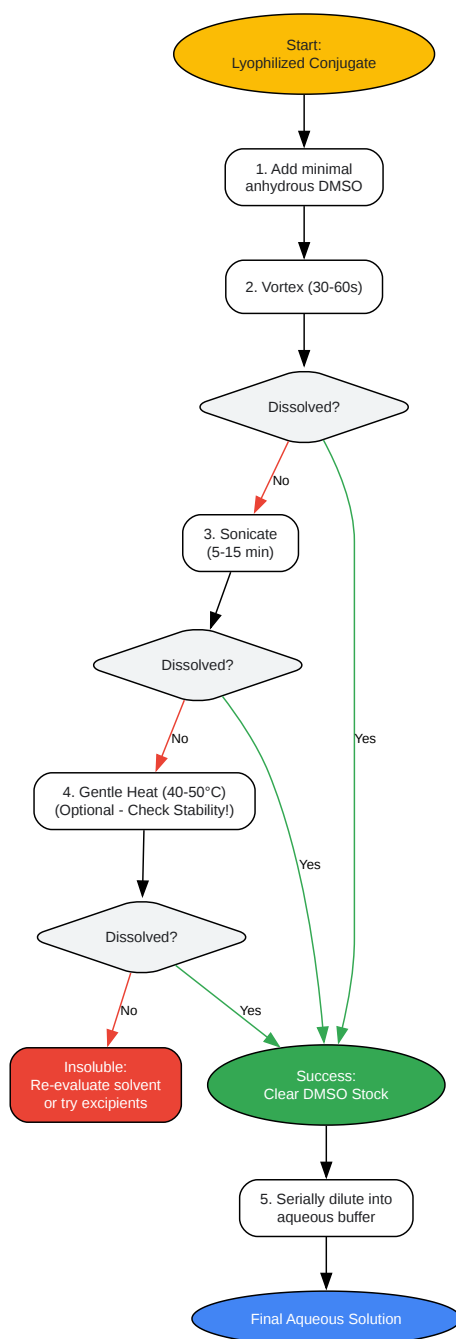 Start:
Lyophilized Conjugate
1. Add minimal
anhydrous DMSO
2. Vortex (30-60s)
Dissolved?
No
3. Sonicate
(5-15 min)
Dissolved?
Yes
No
4. Gentle Heat (40-50°C)
(Optional - Check Stability!)
Yes
Dissolved?
No
Yes
Insoluble:
Re-evaluate solvent
or try excipients
Success:
Clear DMSO Stock
5. Serially dilute into
aqueous buffer
Final Aqueous Solution